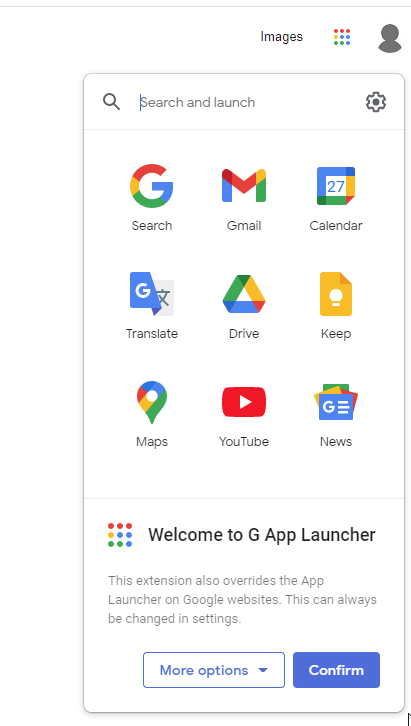 Images
Search and launch
27
Search Gmail Calendar
G 文
Translate Drive Keep
G
Maps YouTube News
Welcome to G App Launcher
This extension also overrides the App
Launcher on Google websites. This can always
be changed in settings.
More options Confirm